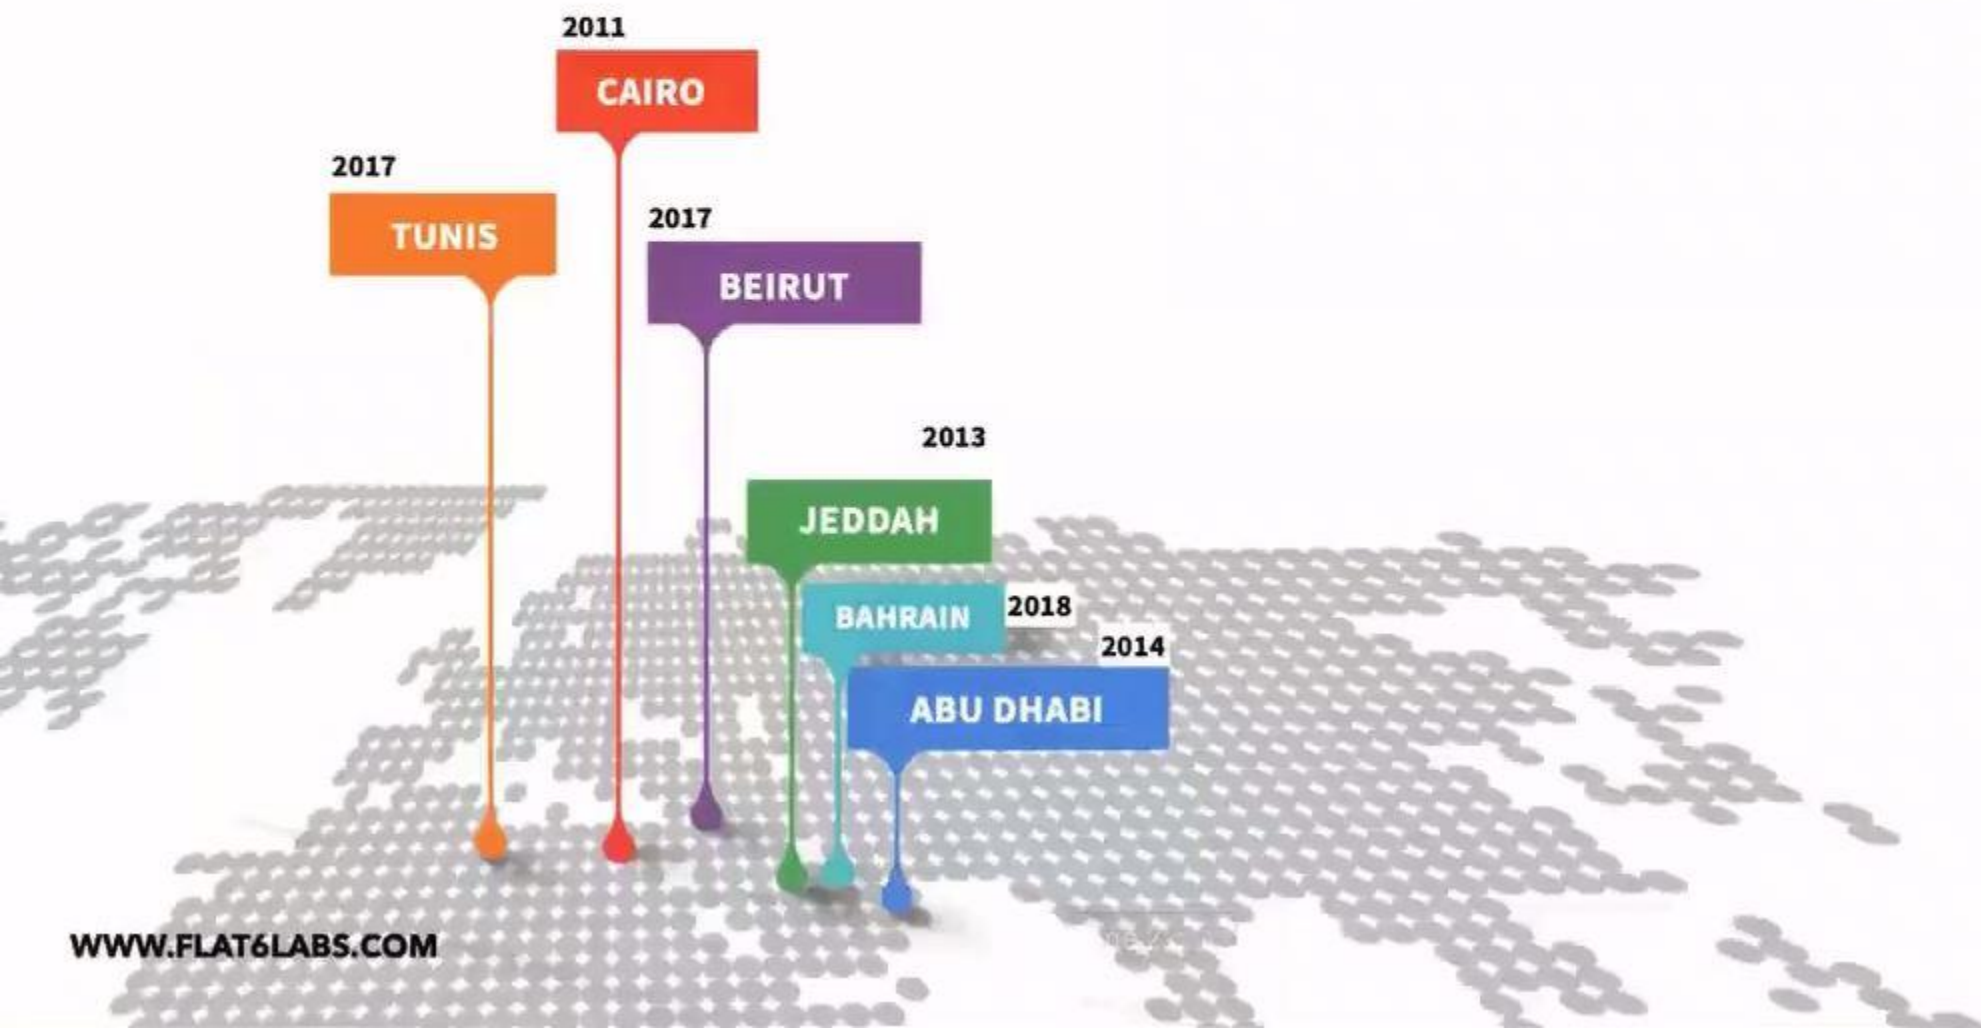 2011
CAIRO
2017
TUNIS
2017
BEIRUT
2013
JEDDAH
BAHRAIN
2018
2014
ABU DHABI
WWW.FLAT6LABS.COM